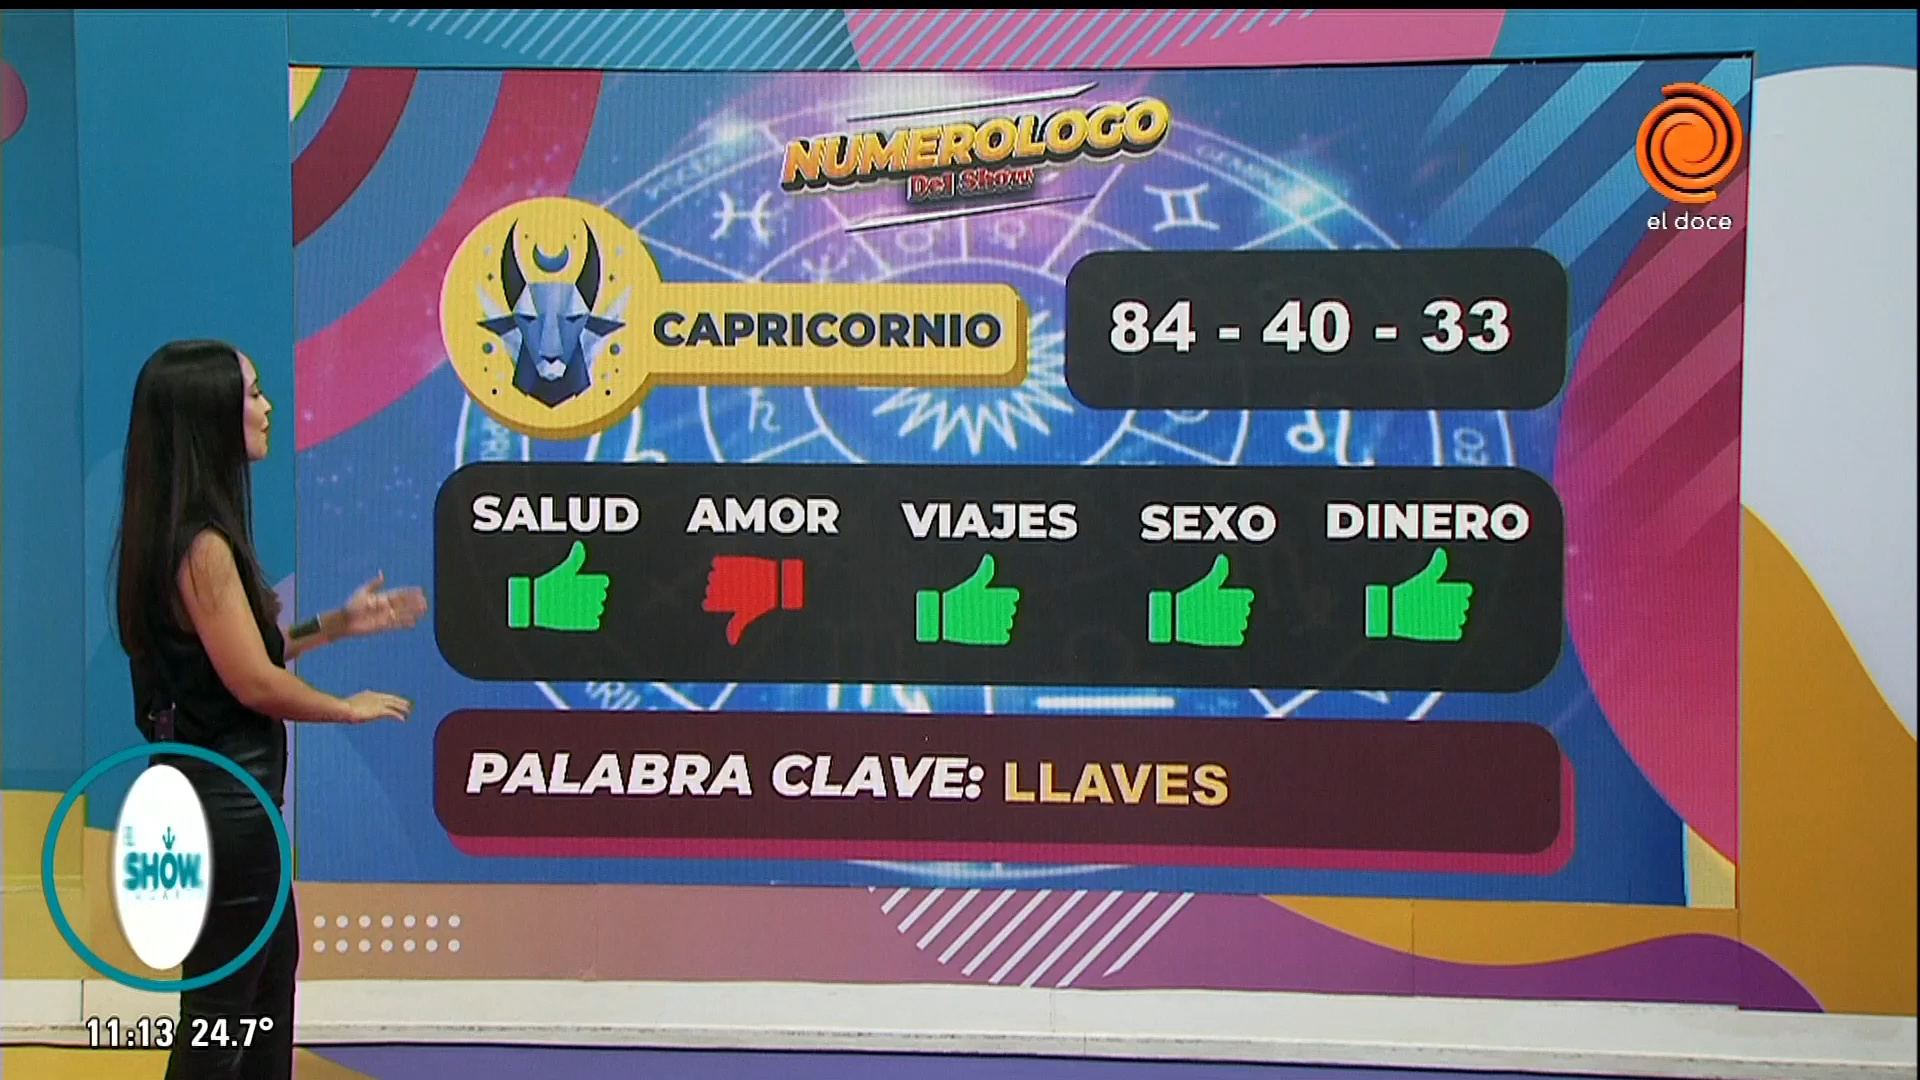 NUMEROLOGO
Del Show
el doce
CAPRICORNIO
84 - 40 - 33
SALUD AMOR VIAJES SEXO DINERO
PALABRA CLAVE: LLAVES
EL
SHOW
11:13 24.7°